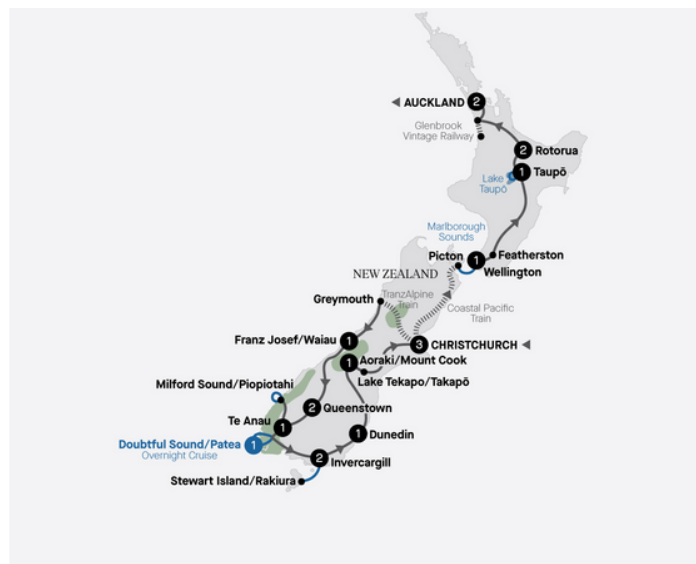 AUCKLAND 2
Glenbrook
Vintage Railway
2 Rotorua
1 Taupō
Lake
Taupō
Marlborough
Sounds
Picton
1
Featherston
Wellington
NEW ZEALAND
TranzAlpine
Train
Greymouth
Coastal Pacific
Train
Franz Josef/Waiau 1
3 CHRISTCHURCH
1 Aoraki/Mount Cook
Lake Tekapo/Takapō
Milford Sound/Piopiotahi
2 Queenstown
Te Anau 1
1 Dunedin
Doubtful Sound/Patea 1
Overnight Cruise
2 Invercargill
Stewart Island/Rakiura